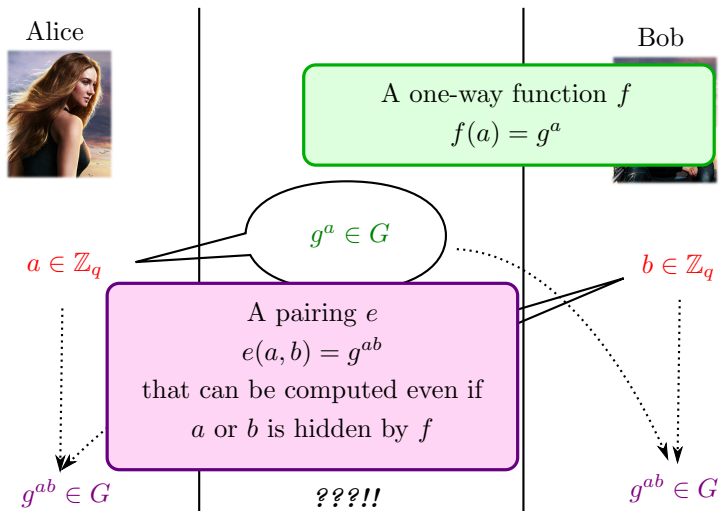 Alice
Bob
A one-way function f
f(a) = g^a
g^a ∈ G
a ∈ ℤ_q
b ∈ ℤ_q
A pairing e
e(a, b) = g^{ab}
that can be computed even if
a or b is hidden by f
g^{ab} ∈ G
???!!
g^{ab} ∈ G